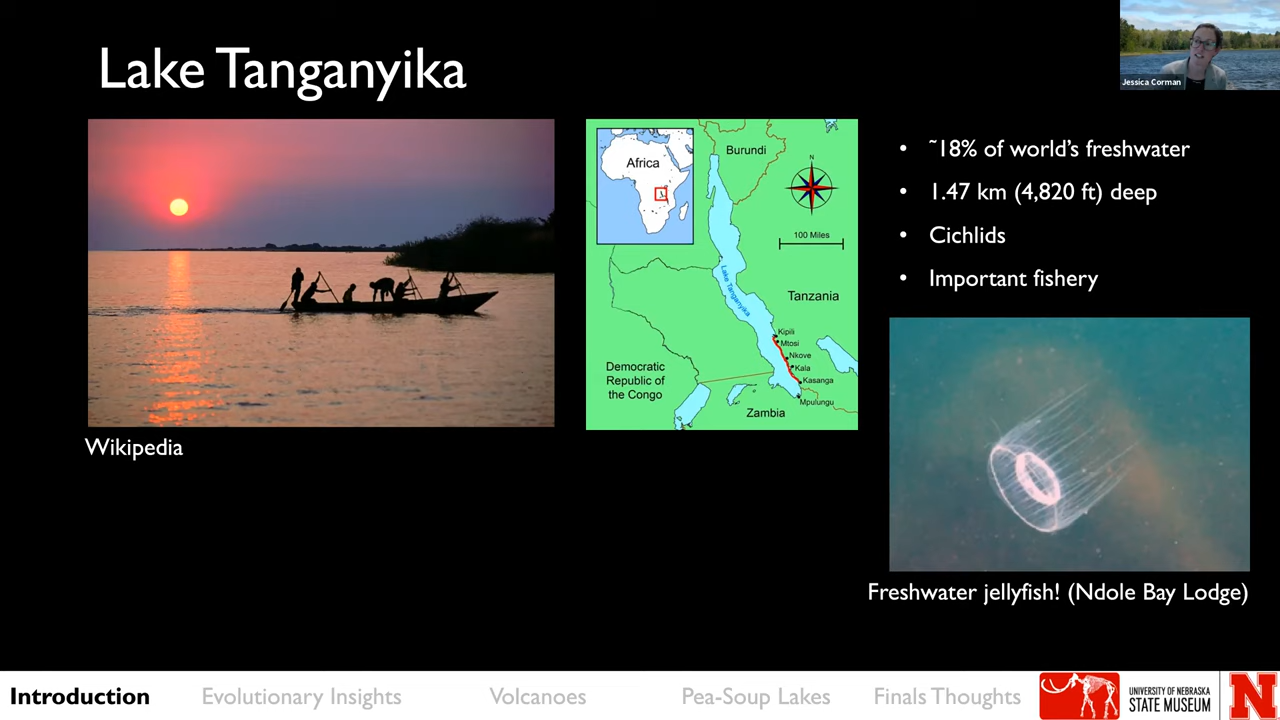 Lake Tanganyika
Jessica Corman
Africa
Burundi
N
100 Miles
Lake Tanganyika
Tanzania
Kipili
Mtosi
Nkove
Kala
Kasanga
Mpulungu
Democratic
Republic of
the Congo
Zambia
Wikipedia
• ~18% of world's freshwater
• 1.47 km (4,820 ft) deep
• Cichlids
• Important fishery
Freshwater jellyfish! (Ndole Bay Lodge)
Introduction
Evolutionary Insights
Volcanoes
Pea-Soup Lakes
Finals Thoughts
UNIVERSITY OF NEBRASKA
STATE MUSEUM
N